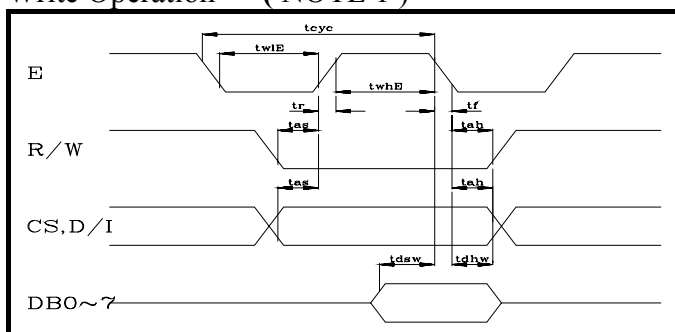 Write Operation ( NOTE 1 )
tcyc
twlE
E
twhE
tr
tf
tas
tah
R/W
tas
tah
CS,D/I
tdsw
tdhw
DB0~7